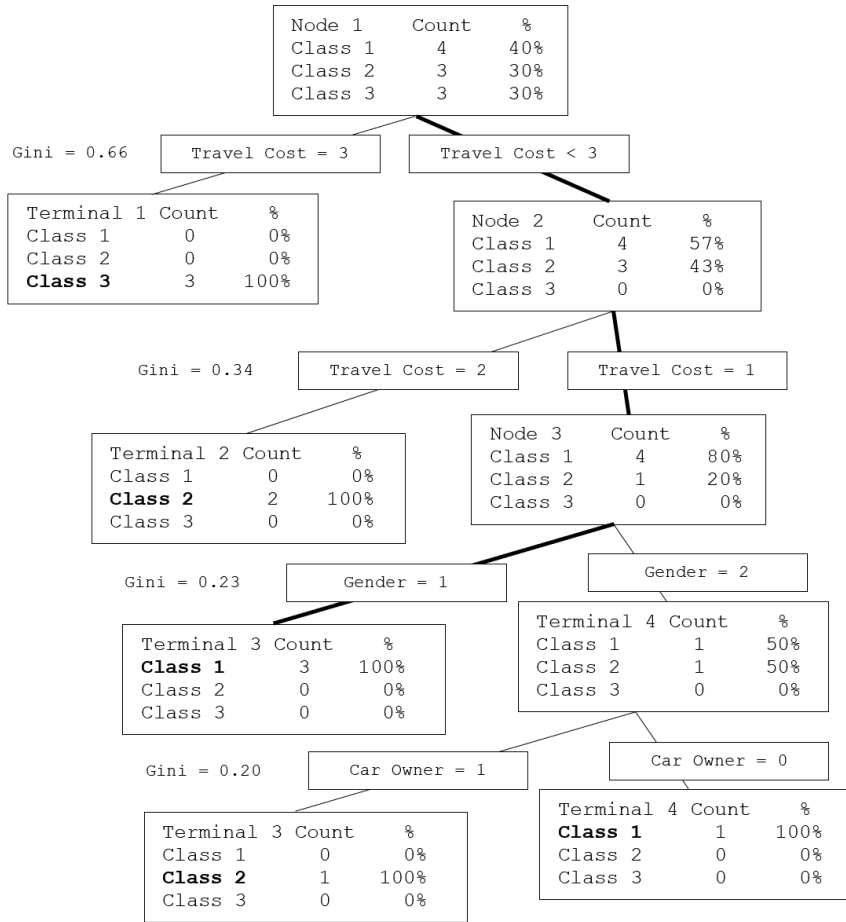 Node 1 Count %
Class 1 4 40%
Class 2 3 30%
Class 3 3 30%
Gini = 0.66
Travel Cost = 3
Travel Cost < 3
Terminal 1 Count %
Class 1 0 0%
Class 2 0 0%
Class 3 3 100%
Node 2 Count %
Class 1 4 57%
Class 2 3 43%
Class 3 0 0%
Gini = 0.34
Travel Cost = 2
Travel Cost = 1
Terminal 2 Count %
Class 1 0 0%
Class 2 2 100%
Class 3 0 0%
Node 3 Count %
Class 1 4 80%
Class 2 1 20%
Class 3 0 0%
Gini = 0.23
Gender = 1
Gender = 2
Terminal 3 Count %
Class 1 3 100%
Class 2 0 0%
Class 3 0 0%
Terminal 4 Count %
Class 1 1 50%
Class 2 1 50%
Class 3 0 0%
Gini = 0.20
Car Owner = 1
Car Owner = 0
Terminal 3 Count %
Class 1 0 0%
Class 2 1 100%
Class 3 0 0%
Terminal 4 Count %
Class 1 1 100%
Class 2 0 0%
Class 3 0 0%